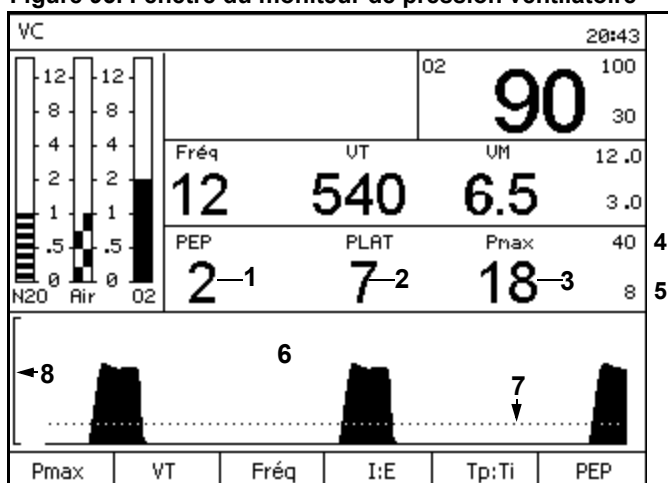 Figure 93. Fenêtre du moniteur de pression ventilatoire
VC 20:43
12 12 O2 90 100
8 8 30
4 4 Fréq VT VM 12.0
2 2 12 540 6.5
1 1 3.0
.5 .5 PEP PLAT Pmax 40 4
0 0 2 1 7 2 18 3 8 5
N2O Air O2
6
8 7
Pmax VT Fréq I:E Tp:Ti PEP